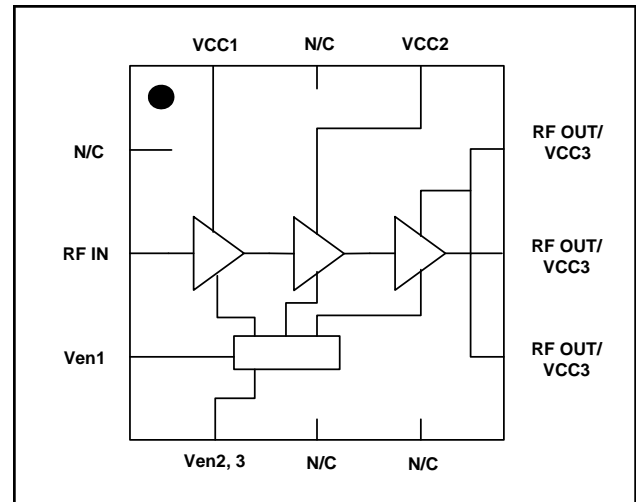 VCC1 N/C VCC2
N/C
RF OUT/
VCC3
RF IN
RF OUT/
VCC3
Ven1
RF OUT/
VCC3
Ven2, 3 N/C N/C